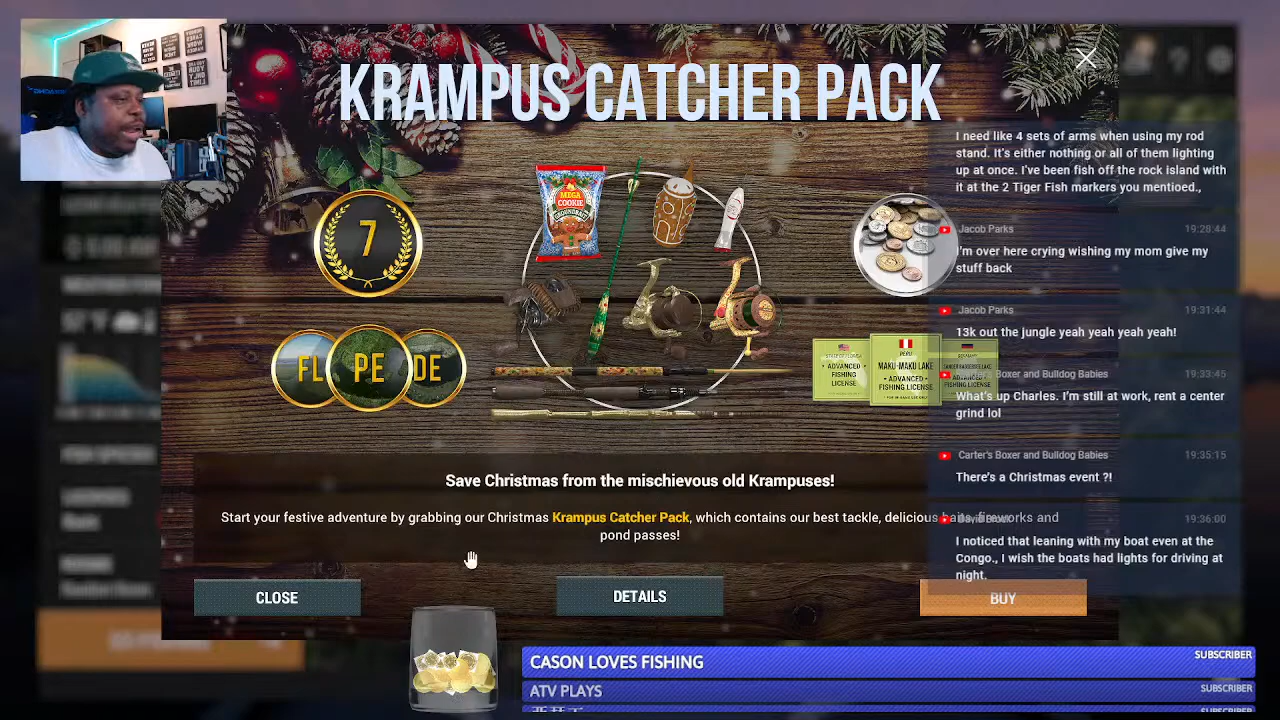 KRAMPUS CATCHER PACK
I need like 4 sets of arms when using my rod
stand. It's either nothing or all of them lighting
up at once. I've been fish off the rock island with
it at the 2 Tiger Fish markers you mentioed.,
Jacob Parks 19:28:44
I'm over here crying wishing my mom give my
stuff back
Jacob Parks 19:31:44
13k out the jungle yeah yeah yeah yeah!
Boxer and Bulldog Babies 19:33:45
What's up Charles. I'm still at work, rent a center
grind lol
Carter's Boxer and Bulldog Babies 19:35:15
There's a Christmas event ?!
19:36:00
I noticed that leaning with my boat even at the
Congo., I wish the boats had lights for driving at
night.
7
MEGA
COOKIE
GROUNDBAIT
FL PE DE
ADVANCED
FISHING
LICENSE
PERU
MAKU-MAKU LAKE
• ADVANCED •
FISHING LICENSE
Save Christmas from the mischievous old Krampuses!
Start your festive adventure by grabbing our Christmas Krampus Catcher Pack, which contains our best tackle, delicious baits, fireworks and
pond passes!
CLOSE
DETAILS
BUY
CASON LOVES FISHING SUBSCRIBER
ATV PLAYS SUBSCRIBER